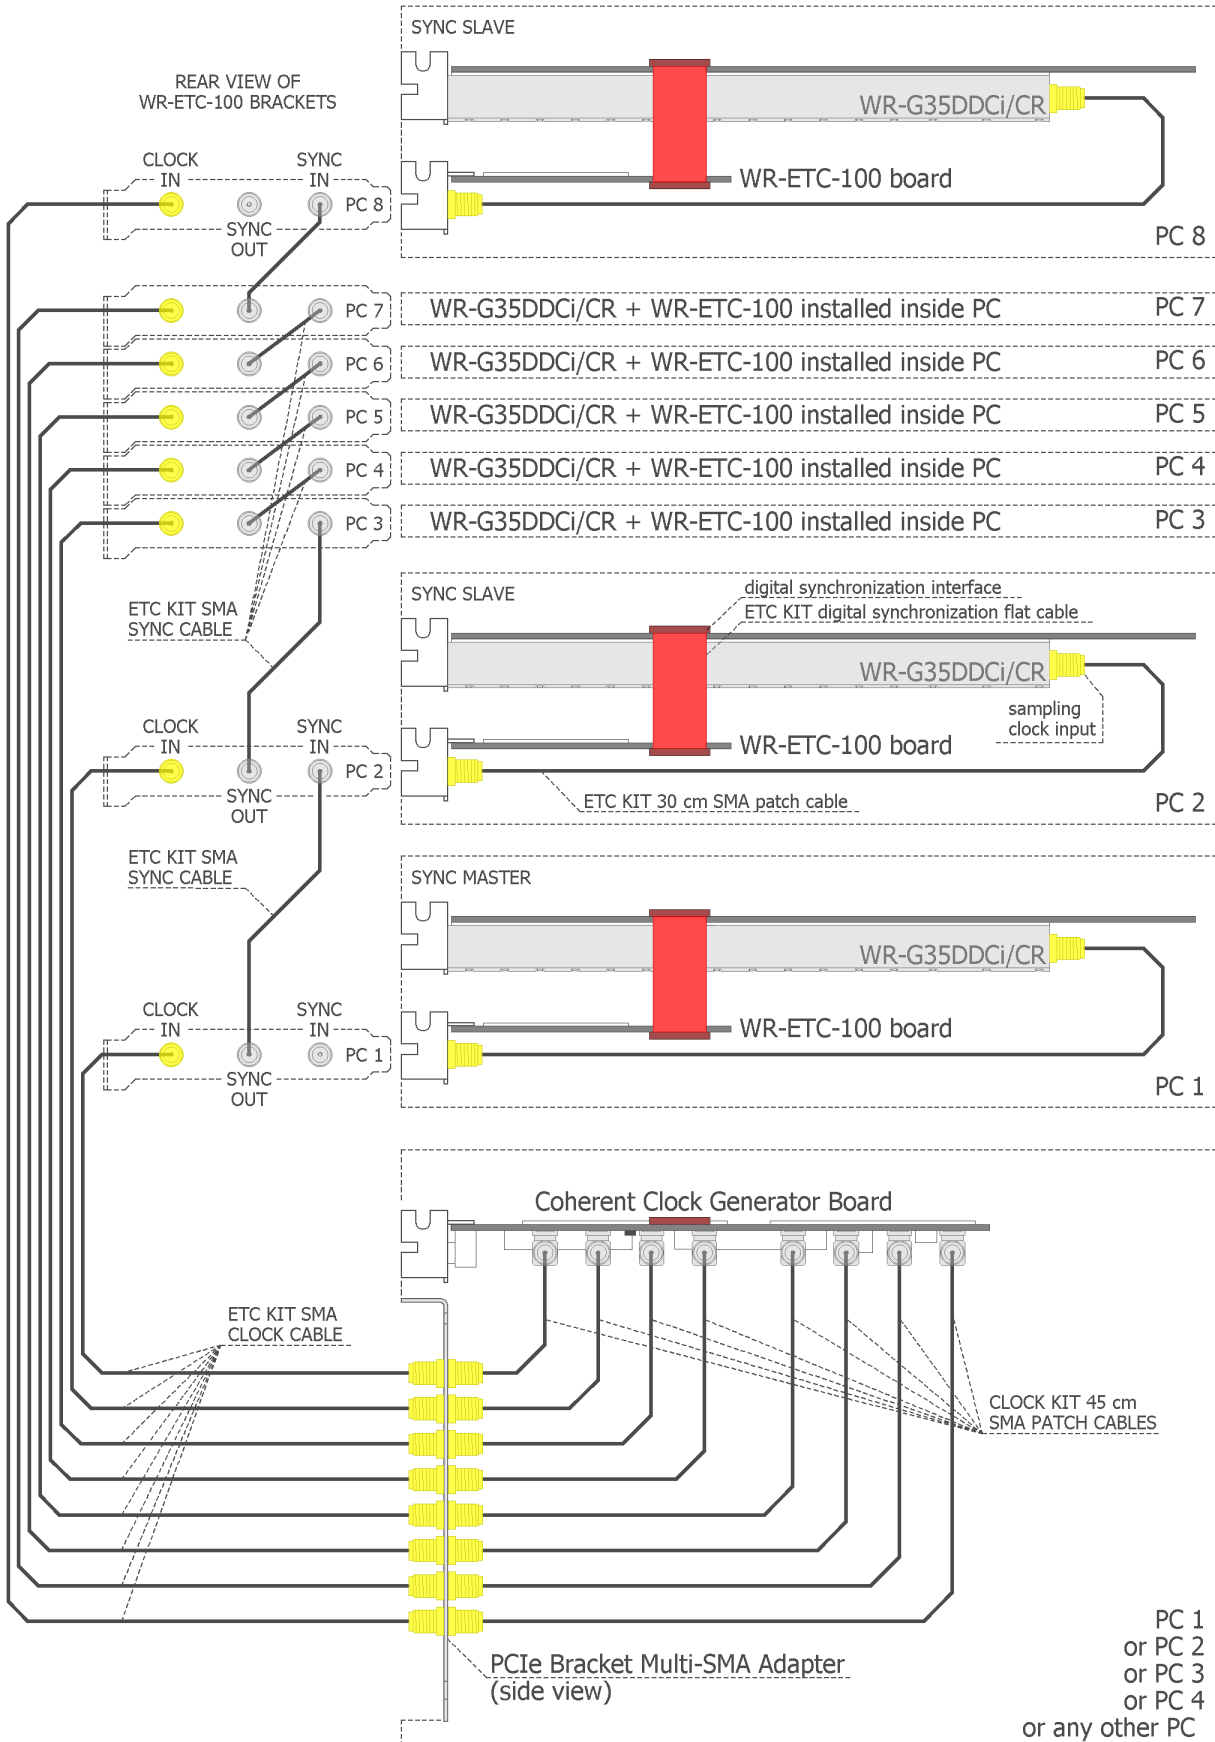 SYNC SLAVE
REAR VIEW OF
WR-ETC-100 BRACKETS
WR-G35DDCi/CR
CLOCK
IN
SYNC
IN
WR-ETC-100 board
PC 8
SYNC
OUT
PC 8
PC 7
WR-G35DDCi/CR + WR-ETC-100 installed inside PC
PC 7
PC 6
WR-G35DDCi/CR + WR-ETC-100 installed inside PC
PC 6
PC 5
WR-G35DDCi/CR + WR-ETC-100 installed inside PC
PC 5
PC 4
WR-G35DDCi/CR + WR-ETC-100 installed inside PC
PC 4
PC 3
WR-G35DDCi/CR + WR-ETC-100 installed inside PC
PC 3
SYNC SLAVE
digital synchronization interface
ETC KIT digital synchronization flat cable
ETC KIT SMA
SYNC CABLE
WR-G35DDCi/CR
sampling
clock input
CLOCK
IN
SYNC
IN
WR-ETC-100 board
PC 2
SYNC
OUT
ETC KIT 30 cm SMA patch cable
PC 2
ETC KIT SMA
SYNC CABLE
SYNC MASTER
WR-G35DDCi/CR
CLOCK
IN
SYNC
IN
WR-ETC-100 board
PC 1
SYNC
OUT
PC 1
Coherent Clock Generator Board
ETC KIT SMA
CLOCK CABLE
CLOCK KIT 45 cm
SMA PATCH CABLES
PCIe Bracket Multi-SMA Adapter
(side view)
PC 1
or PC 2
or PC 3
or PC 4
or any other PC